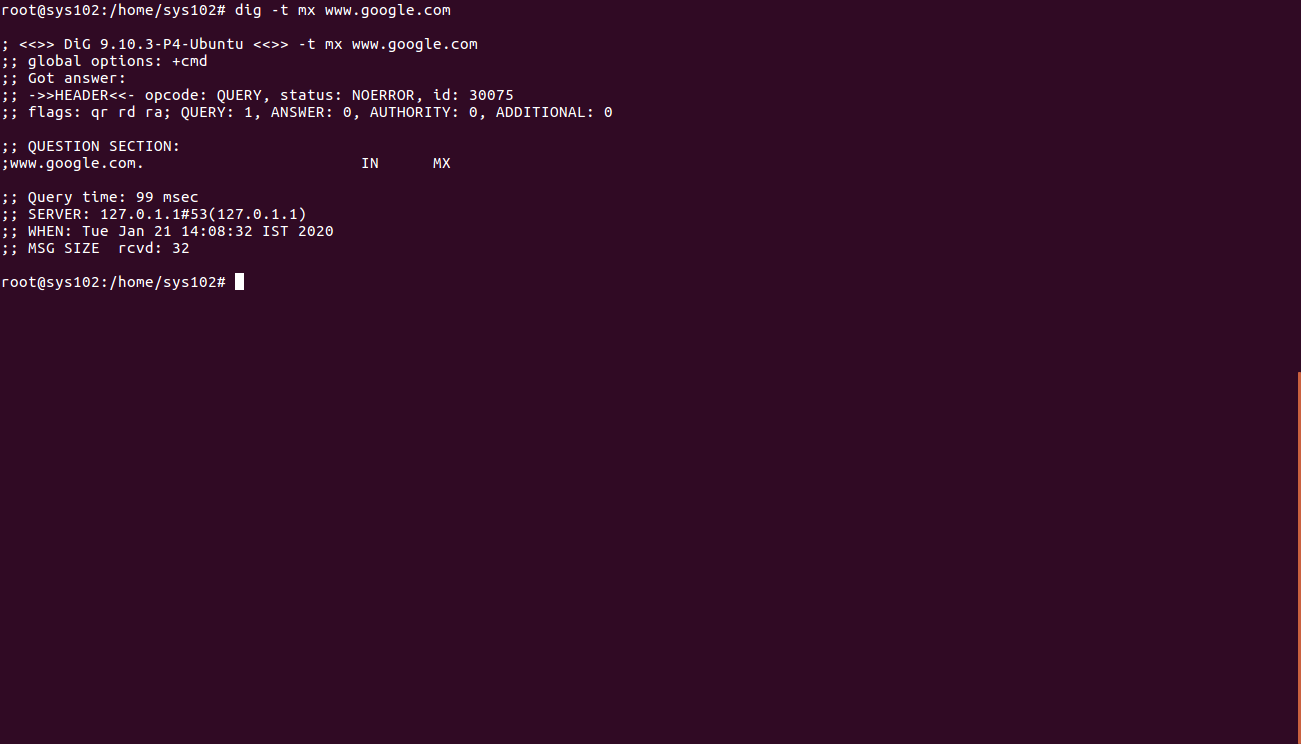 root@sys102:/home/sys102# dig -t mx www.google.com
; <<>> DiG 9.10.3-P4-Ubuntu <<>> -t mx www.google.com
;; global options: +cmd
;; Got answer:
;; ->>HEADER<<- opcode: QUERY, status: NOERROR, id: 30075
;; flags: qr rd ra; QUERY: 1, ANSWER: 0, AUTHORITY: 0, ADDITIONAL: 0
;; QUESTION SECTION:
;www.google.com. IN MX
;; Query time: 99 msec
;; SERVER: 127.0.1.1#53(127.0.1.1)
;; WHEN: Tue Jan 21 14:08:32 IST 2020
;; MSG SIZE  rcvd: 32
root@sys102:/home/sys102#